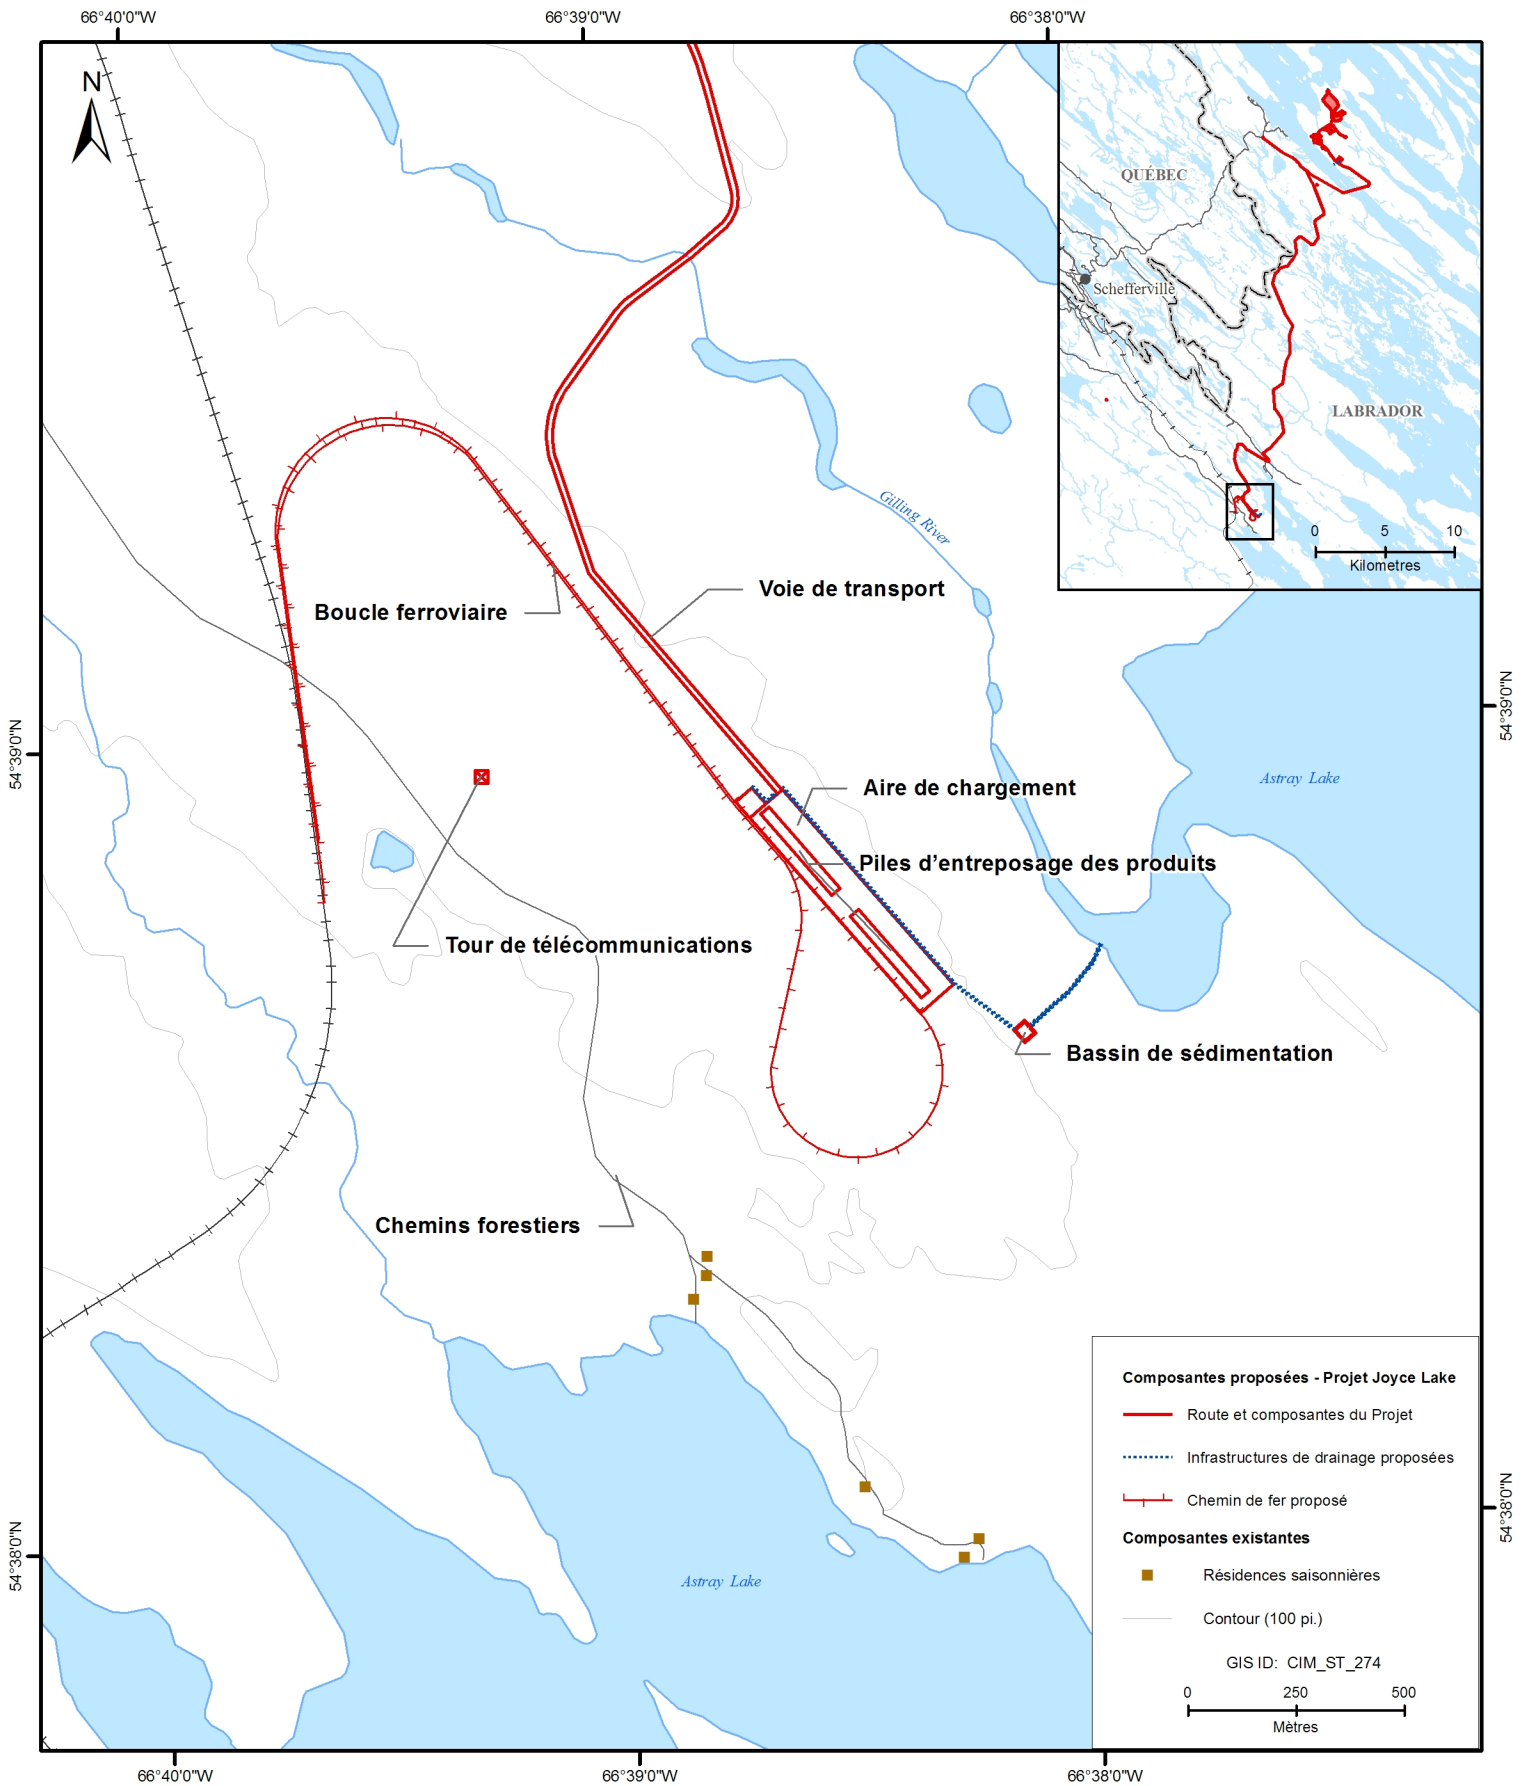 66°40'0"W
66°39'0"W
66°38'0"W
N
QUÉBEC
Schefferville
LABRADOR
0 5 10
Kilometres
Gilling River
Voie de transport
Boucle ferroviaire
54°39'0"N
54°39'0"N
Astray Lake
Aire de chargement
Piles d'entreposage des produits
Tour de télécommunications
Bassin de sédimentation
Chemins forestiers
Composantes proposées - Projet Joyce Lake
Route et composantes du Projet
Infrastructures de drainage proposées
Chemin de fer proposé
Composantes existantes
Résidences saisonnières
Contour (100 pi.)
GIS ID: CIM_ST_274
0 250 500
Mètres
54°38'0"N
54°38'0"N
Astray Lake
66°40'0"W
66°39'0"W
66°38'0"W